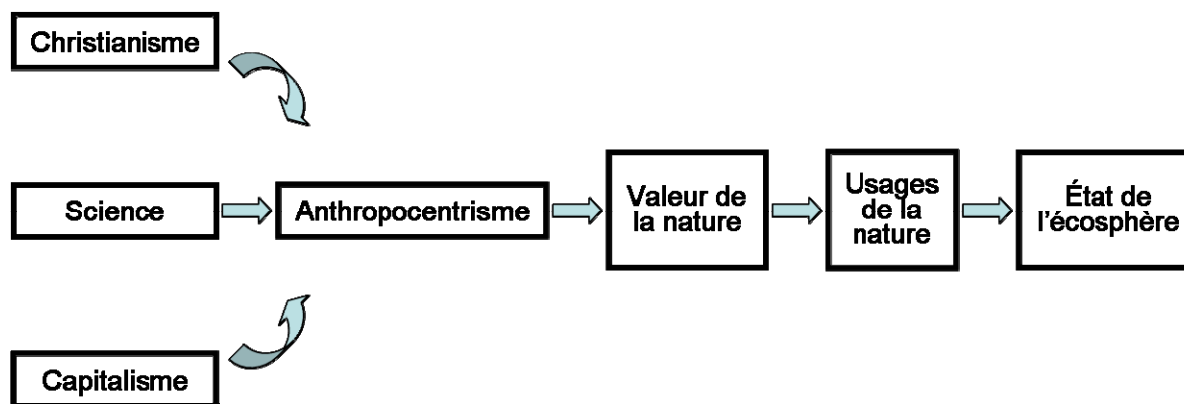 Christianisme
Science
Anthropocentrisme
Valeur de
la nature
Usages
de la
nature
État de
l'écosphère
Capitalisme